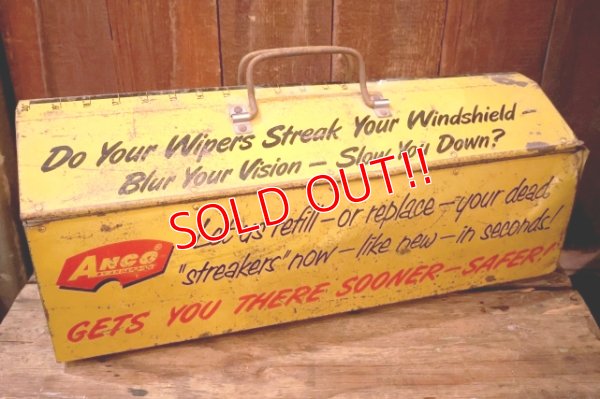 Do Your Wipers Streak Your Windshield -
Blur Your Vision - Slow You Down?
SOLD OUT!!
Let us refill - or replace - your dead
"streakers" now - like new - in seconds!
ANCO
GETS YOU THERE SOONER - SAFER!